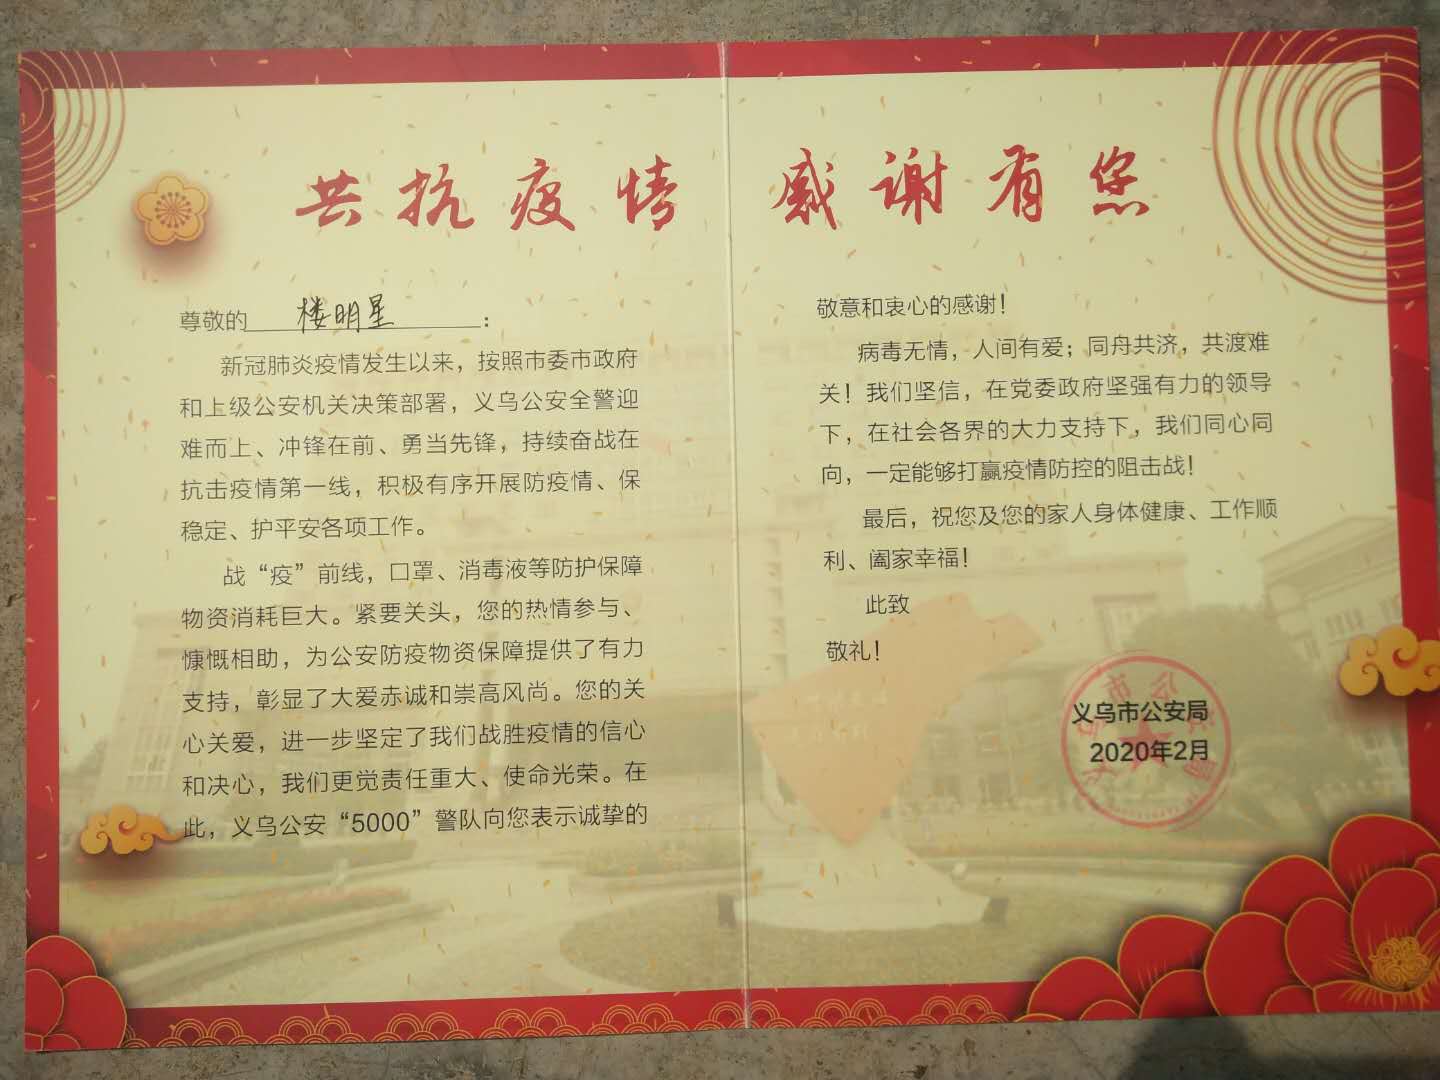 共抗疫情 感谢有您
尊敬的 楼明星 ：
新冠肺炎疫情发生以来，按照市委市政府
和上级公安机关决策部署，义乌公安全警迎
难而上、冲锋在前、勇当先锋，持续奋战在
抗击疫情第一线，积极有序开展防疫情、保
稳定、护平安各项工作。
战“疫”前线，口罩、消毒液等防护保障
物资消耗巨大。紧要关头，您的热情参与、
慷慨相助，为公安防疫物资保障提供了有力
支持，彰显了大爱赤诚和崇高风尚。您的关
心关爱，进一步坚定了我们战胜疫情的信心
和决心，我们更觉责任重大、使命光荣。在
此，义乌公安“5000”警队向您表示诚挚的
敬意和衷心的感谢！
病毒无情，人间有爱；同舟共济，共渡难
关！我们坚信，在党委政府坚强有力的领导
下，在社会各界的大力支持下，我们同心同
向，一定能够打赢疫情防控的阻击战！
最后，祝您及您的家人身体健康、工作顺
利、阖家幸福！
此致
敬礼！
义乌市公安局
2020年2月